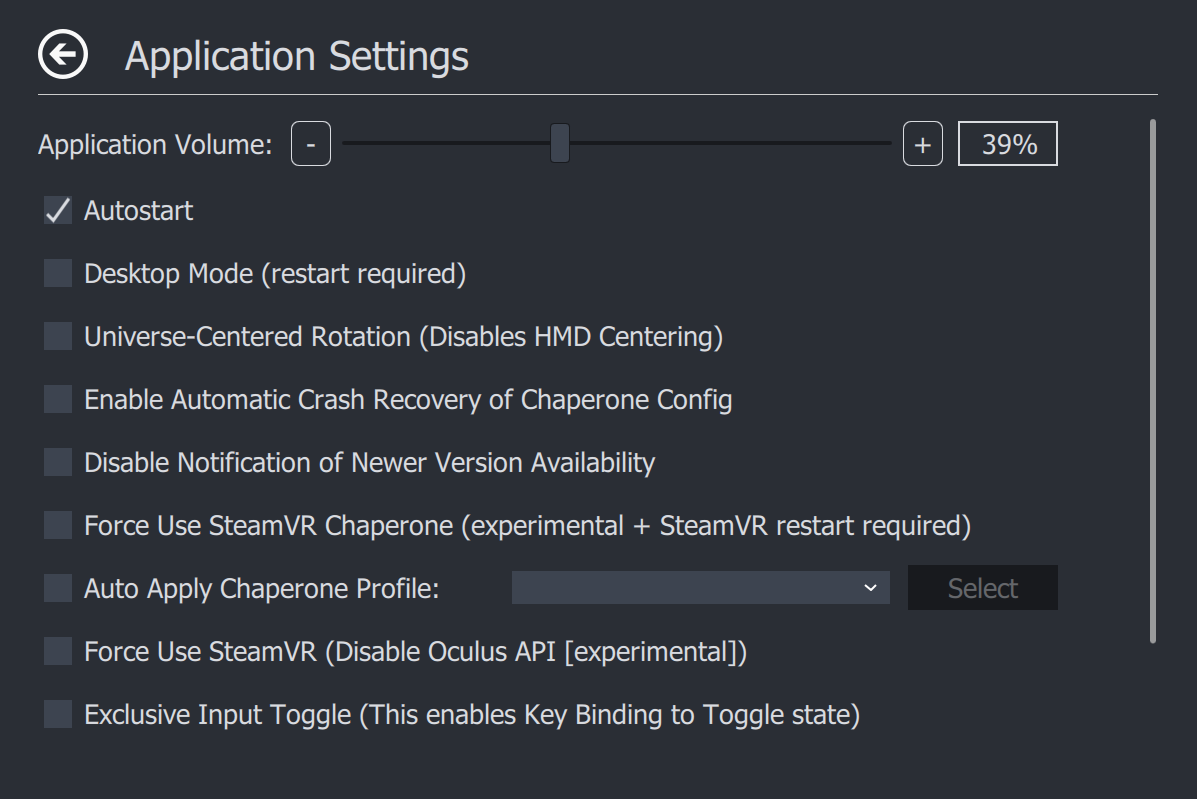 Application Settings
Application Volume: - + 39%
Autostart
Desktop Mode (restart required)
Universe-Centered Rotation (Disables HMD Centering)
Enable Automatic Crash Recovery of Chaperone Config
Disable Notification of Newer Version Availability
Force Use SteamVR Chaperone (experimental + SteamVR restart required)
Auto Apply Chaperone Profile: Select
Force Use SteamVR (Disable Oculus API [experimental])
Exclusive Input Toggle (This enables Key Binding to Toggle state)